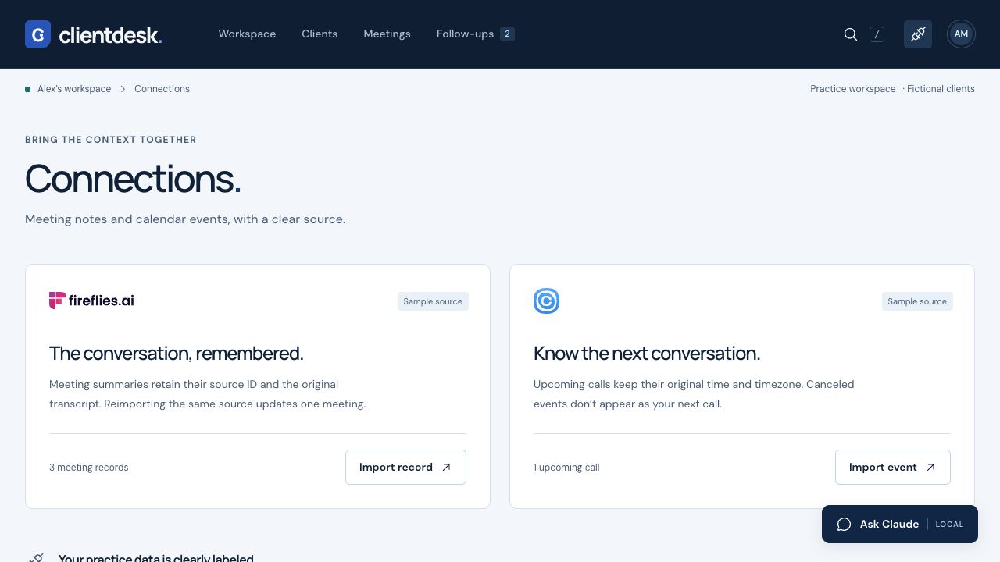 clientdesk.
Workspace
Clients
Meetings
Follow-ups 2
/
AM
Alex’s workspace > Connections
Practice workspace · Fictional clients
BRING THE CONTEXT TOGETHER
Connections.
Meeting notes and calendar events, with a clear source.
fireflies.ai
Sample source
The conversation, remembered.
Meeting summaries retain their source ID and the original
transcript. Reimporting the same source updates one meeting.
3 meeting records
Import record
Sample source
Know the next conversation.
Upcoming calls keep their original time and timezone. Canceled
events don’t appear as your next call.
1 upcoming call
Import event
Ask Claude
LOCAL
Your practice data is clearly labeled